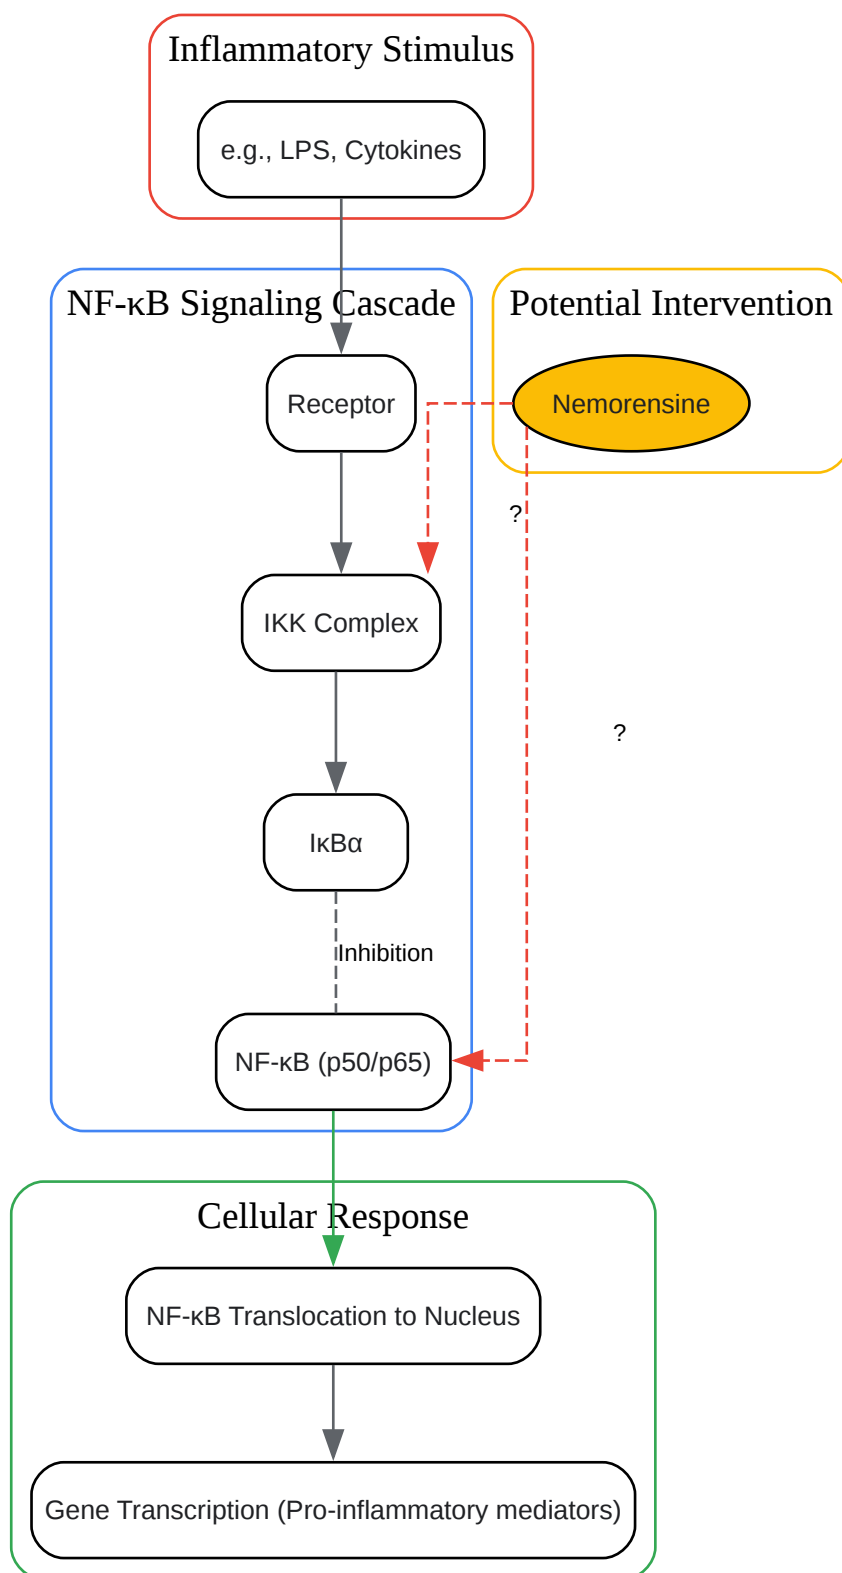 Inflammatory Stimulus
e.g., LPS, Cytokines
NF-κB Signaling Cascade
Potential Intervention
Receptor
Nemorensine
?
IKK Complex
?
IκBα
Inhibition
NF-κB (p50/p65)
Cellular Response
NF-κB Translocation to Nucleus
Gene Transcription (Pro-inflammatory mediators)